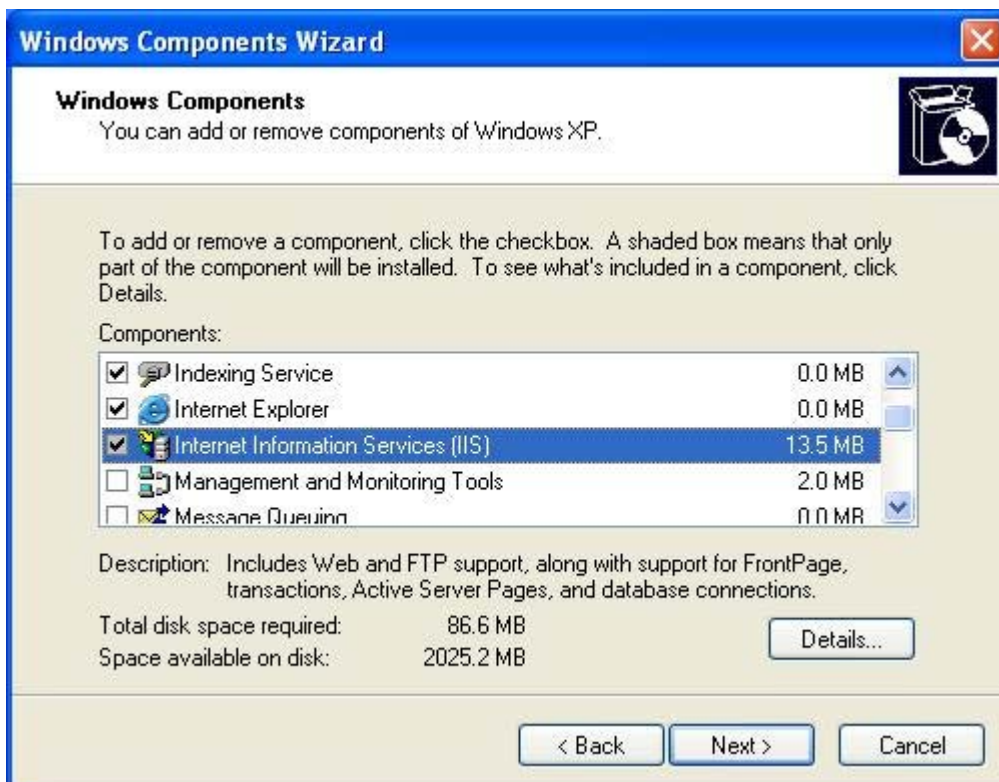 Windows Components Wizard
Windows Components
You can add or remove components of Windows XP.
To add or remove a component, click the checkbox. A shaded box means that only
part of the component will be installed. To see what's included in a component, click
Details.
Components:
Indexing Service 0.0 MB
Internet Explorer 0.0 MB
Internet Information Services (IIS) 13.5 MB
Management and Monitoring Tools 2.0 MB
Message Queuing 0.0 MB
Description: Includes Web and FTP support, along with support for FrontPage,
transactions, Active Server Pages, and database connections.
Total disk space required: 86.6 MB
Space available on disk: 2025.2 MB
Details...
< Back Next > Cancel